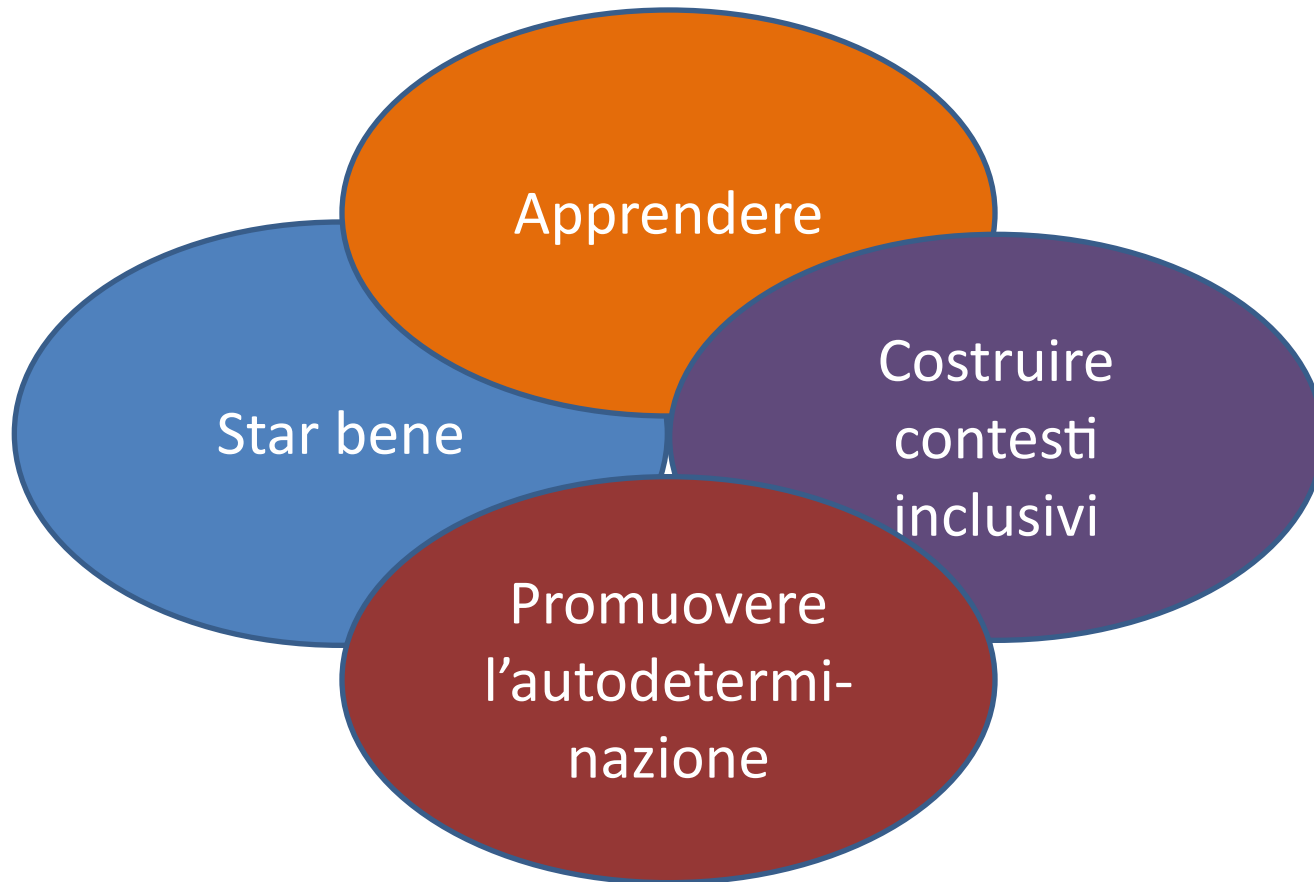 Apprendere
Star bene
Costruire
contesti
inclusivi
Promuovere
l’autodetermi-
nazione